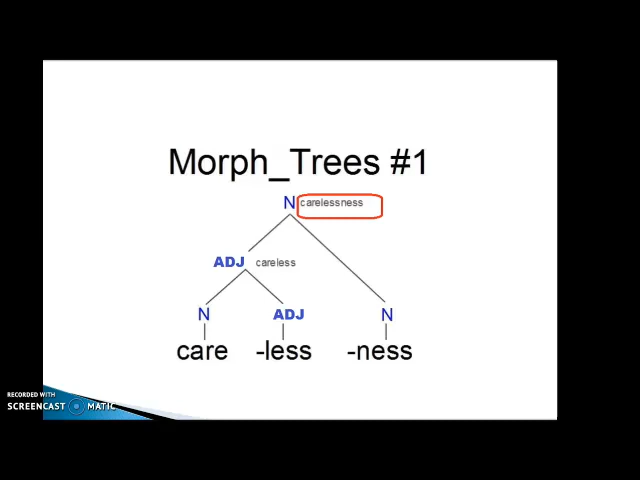 Morph_Trees #1
N carelessness
ADJ careless
N ADJ N
care -less -ness
RECORDED WITH
SCREENCAST MATIC